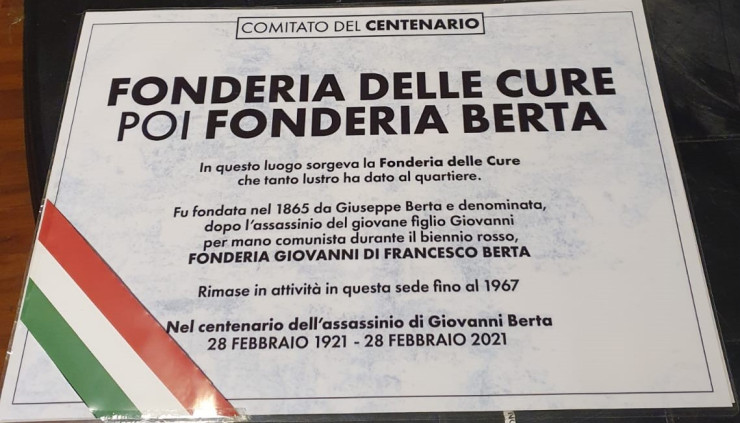 COMITATO DEL CENTENARIO
FONDERIA DELLE CURE
POI FONDERIA BERTA
In questo luogo sorgeva la Fonderia delle Cure
che tanto lustro ha dato al quartiere.
Fu fondata nel 1865 da Giuseppe Berta e denominata,
dopo l'assassinio del giovane figlio Giovanni
per mano comunista durante il biennio rosso,
FONDERIA GIOVANNI DI FRANCESCO BERTA
Rimase in attività in questa sede fino al 1967
Nel centenario dell'assassinio di Giovanni Berta
28 FEBBRAIO 1921 - 28 FEBBRAIO 2021